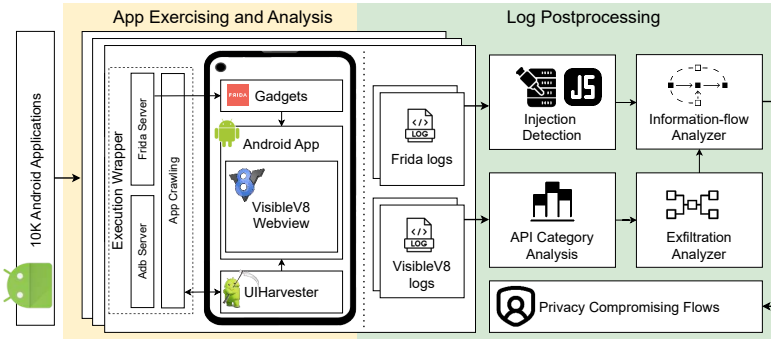 App Exercising and Analysis
Log Postprocessing
10K Android Applications
Execution Wrapper
Frida Server
Adb Server
App Crawling
FRIDA
Gadgets
Android App
8
VisibleV8
Webview
UIHarvester
LOG
Frida logs
LOG
VisibleV8
logs
JS
Injection
Detection
Information-flow
Analyzer
API Category
Analysis
Exfiltration
Analyzer
Privacy Compromising Flows